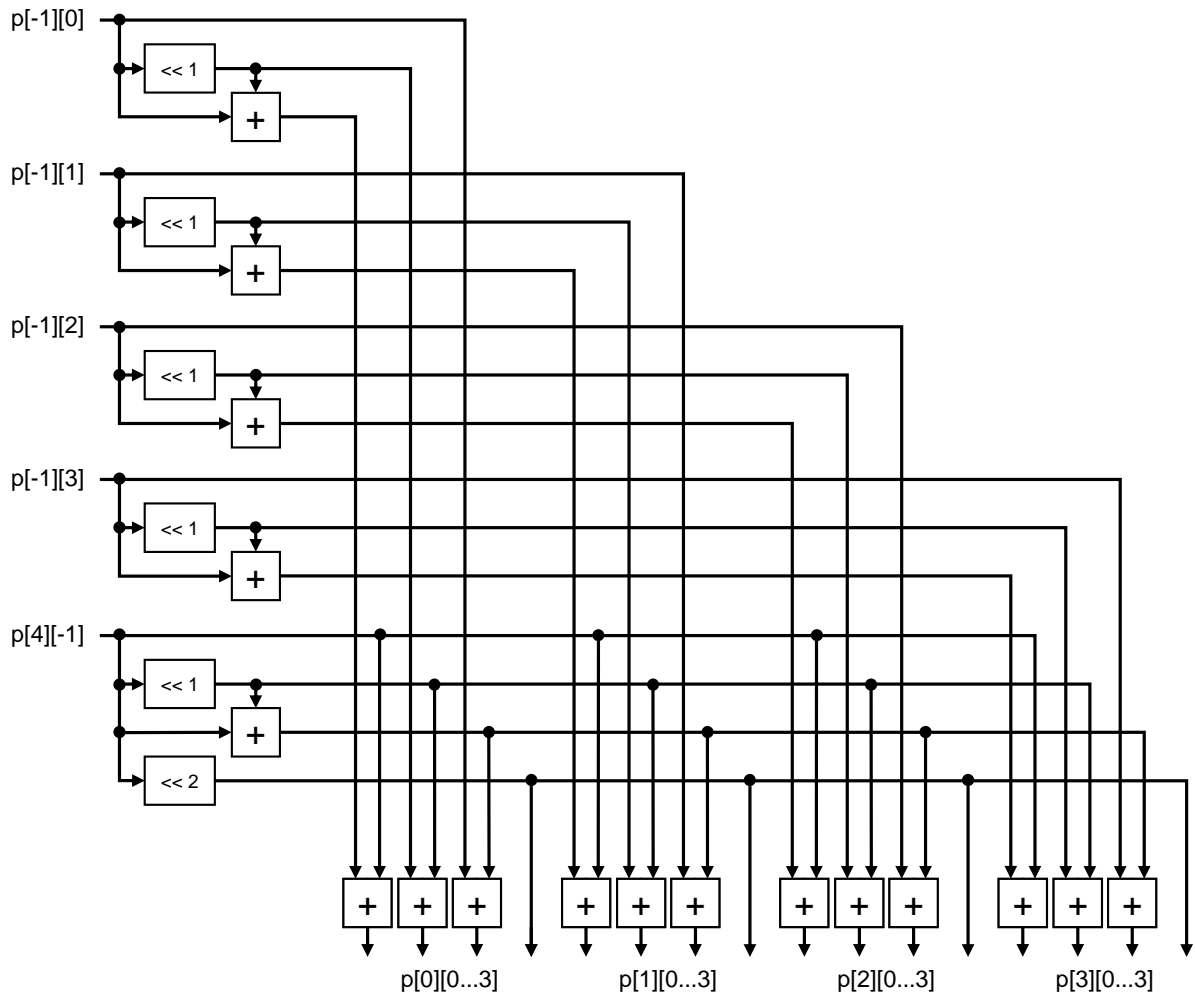 p[-1][0]
<< 1
+
p[-1][1]
<< 1
+
p[-1][2]
<< 1
+
p[-1][3]
<< 1
+
p[4][-1]
<< 1
+
<< 2
+ + + + + + + + + + + +
p[0][0...3] p[1][0...3] p[2][0...3] p[3][0...3]